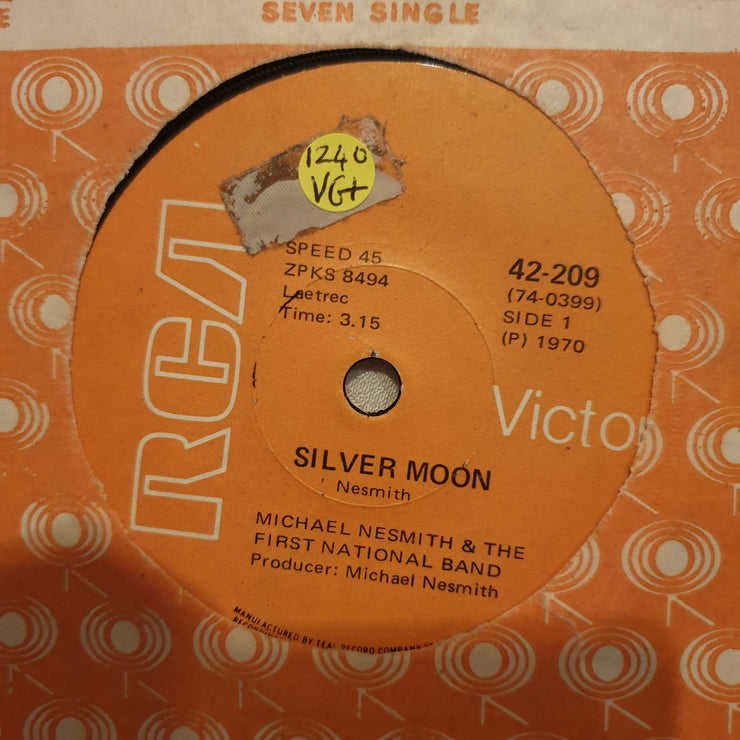 SEVEN SINGLE
1240
VG+
RCA
SPEED 45
ZPKS 8494
Laetrec
Time: 3.15
42-209
(74-0399)
SIDE 1
(P) 1970
Victo
SILVER MOON
Nesmith
MICHAEL NESMITH & THE
FIRST NATIONAL BAND
Producer: Michael Nesmith
MANUFACTURED BY TEAL RECORD COMPANY